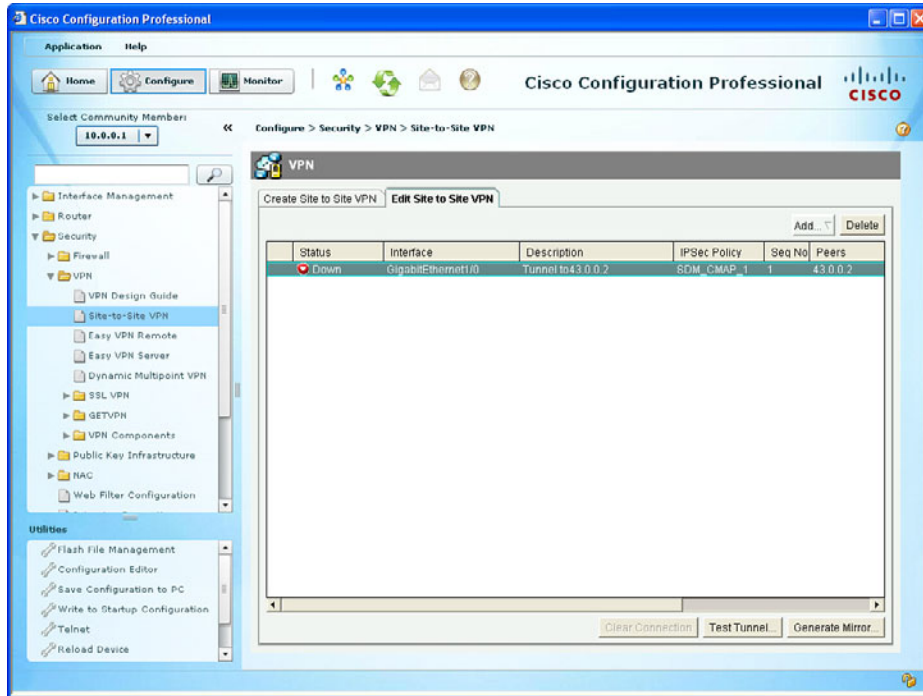 Cisco Configuration Professional
Application Help
Home Configure Monitor Cisco Configuration Professional CISCO
Select Community Member:
10.0.0.1
Configure > Security > VPN > Site-to-Site VPN
VPN
Interface Management
Router
Security
Firewall
VPN
VPN Design Guide
Site-to-Site VPN
Easy VPN Remote
Easy VPN Server
Dynamic Multipoint VPN
SSL VPN
GETVPN
VPN Components
Public Key Infrastructure
NAC
Web Filter Configuration
Utilities
Flash File Management
Configuration Editor
Save Configuration to PC
Write to Startup Configuration
Telnet
Reload Device
Create Site to Site VPN Edit Site to Site VPN
Add... Delete
Status Interface Description IPSec Policy Seq No Peers
Down GigabitEthernet1/0 Tunnel to43.0.0.2 SDM_CMAP_1 1 43.0.0.2
Clear Connection Test Tunnel... Generate Mirror...